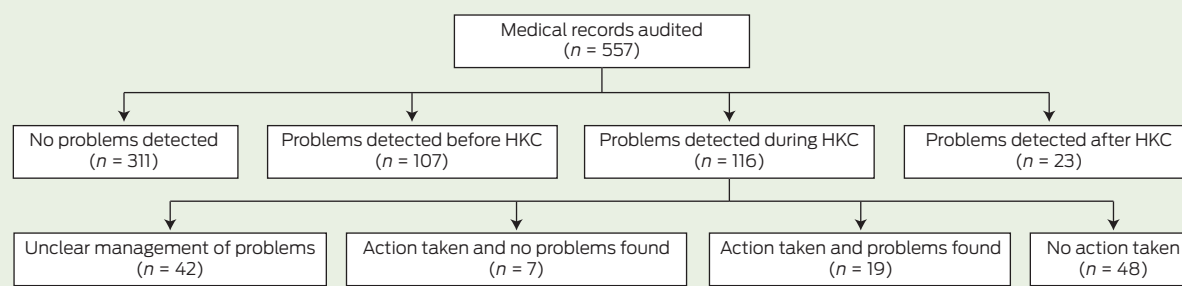 Medical records audited
(n = 557)
No problems detected
(n = 311)
Problems detected before HKC
(n = 107)
Problems detected during HKC
(n = 116)
Problems detected after HKC
(n = 23)
Unclear management of problems
(n = 42)
Action taken and no problems found
(n = 7)
Action taken and problems found
(n = 19)
No action taken
(n = 48)